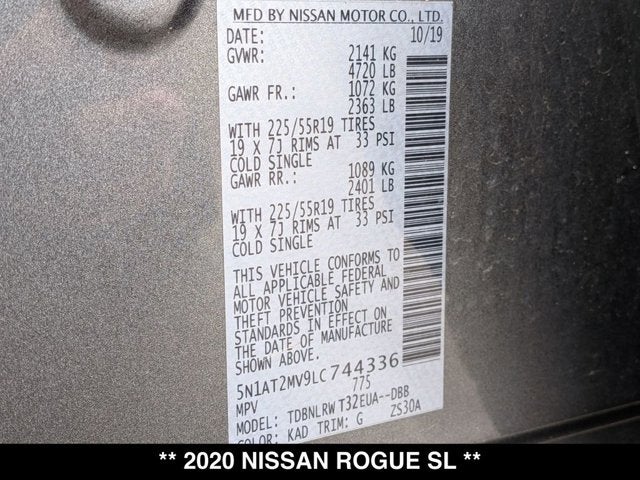 MFD BY NISSAN MOTOR CO., LTD.
DATE: 10/19
GVWR: 2141 KG
4720 LB
GAWR FR.: 1072 KG
2363 LB
WITH 225/55R19 TIRES
19 X 7J RIMS AT 33 PSI
COLD SINGLE
GAWR RR.: 1089 KG
2401 LB
WITH 225/55R19 TIRES
19 X 7J RIMS AT 33 PSI
COLD SINGLE
THIS VEHICLE CONFORMS TO
ALL APPLICABLE FEDERAL
MOTOR VEHICLE SAFETY AND
THEFT PREVENTION
STANDARDS IN EFFECT ON
THE DATE OF MANUFACTURE
SHOWN ABOVE.
5N1AT2MV9LC744336
MPV 775
MODEL: TDBNLRWT32EUA--DBB
COLOR: KAD TRIM: G ZS30A
** 2020 NISSAN ROGUE SL **